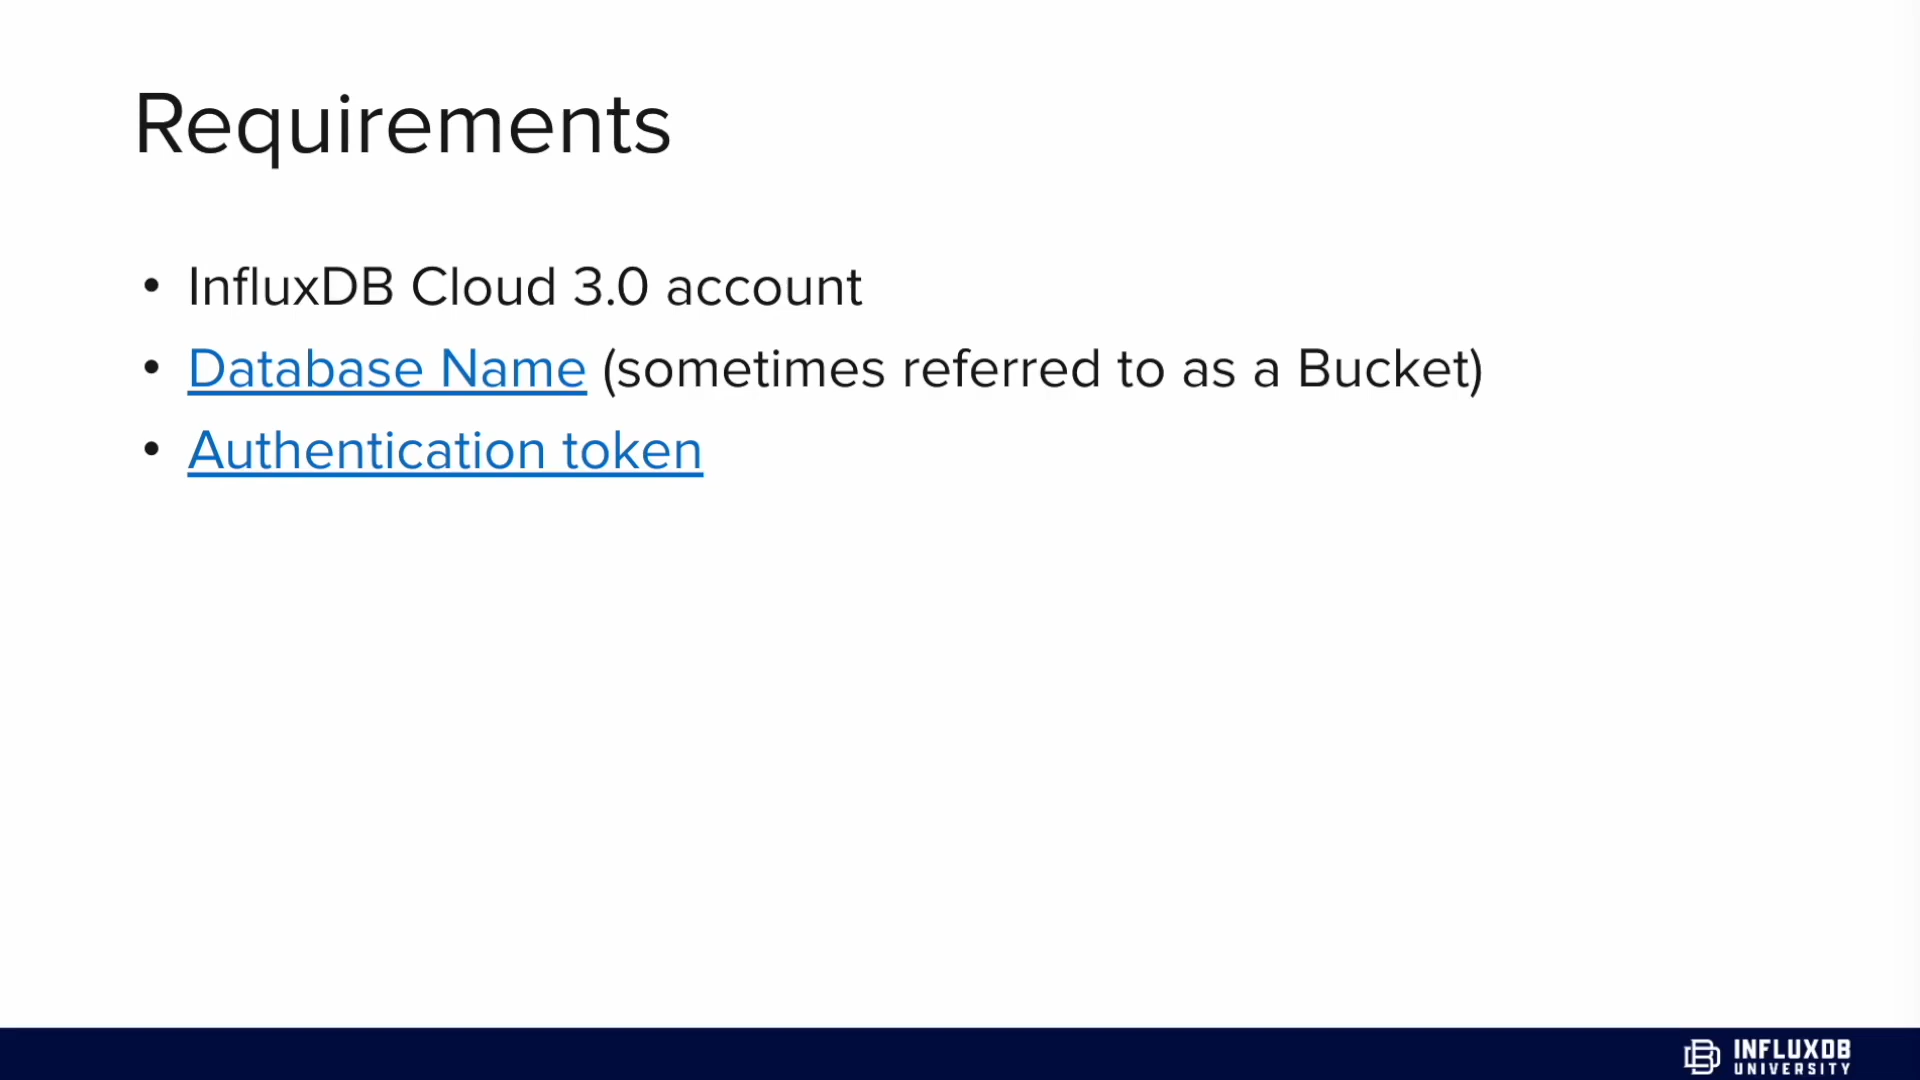 Requirements
• InfluxDB Cloud 3.0 account
• Database Name (sometimes referred to as a Bucket)
• Authentication token
INFLUXDB
UNIVERSITY